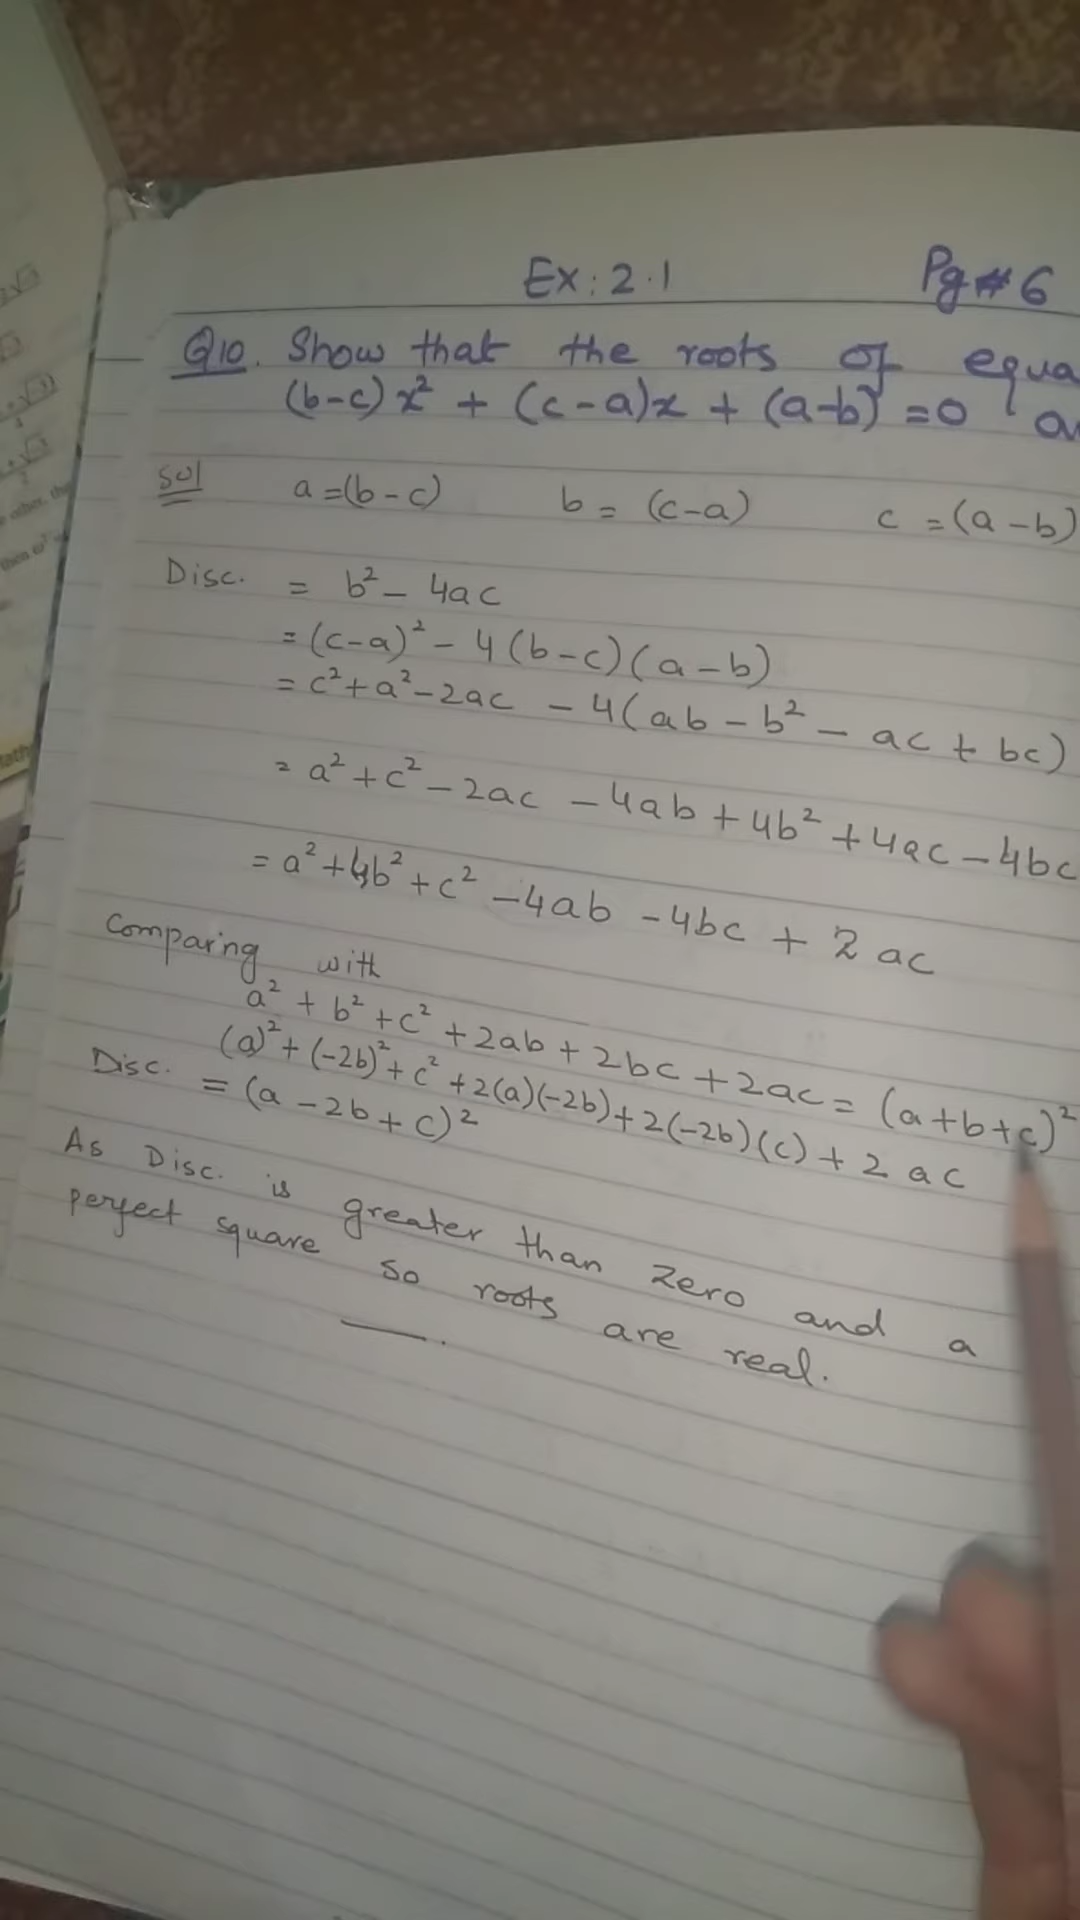 Ex: 2.1 Pg # 6
Q10. Show that the roots of equa
(b-c)x² + (c-a)x + (a-b) = 0
Sol a = (b-c) b = (c-a) c = (a-b)
Disc. = b² - 4ac
= (c-a)² - 4(b-c)(a-b)
= c² + a² - 2ac - 4(ab - b² - ac + bc)
= a² + c² - 2ac - 4ab + 4b² + 4ac - 4bc
= a² + 4b² + c² - 4ab - 4bc + 2ac
Comparing with
a² + b² + c² + 2ab + 2bc + 2ac = (a+b+c)²
(a)² + (-2b)² + c² + 2(a)(-2b) + 2(-2b)(c) + 2ac
Disc. = (a - 2b + c)²
As Disc. is greater than zero and a
perfect square so roots are real.